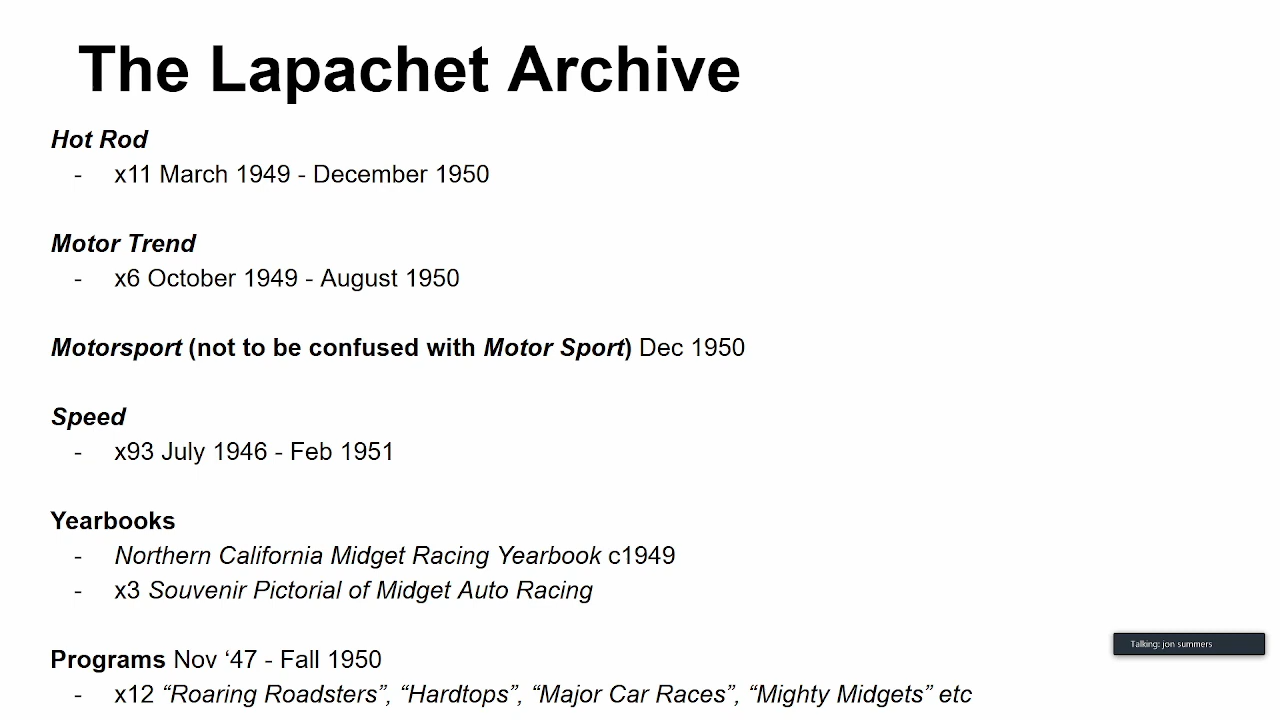 The Lapachet Archive
Hot Rod
- x11 March 1949 - December 1950
Motor Trend
- x6 October 1949 - August 1950
Motorsport (not to be confused with Motor Sport) Dec 1950
Speed
- x93 July 1946 - Feb 1951
Yearbooks
- Northern California Midget Racing Yearbook c1949
- x3 Souvenir Pictorial of Midget Auto Racing
Talking: jon summers
Programs Nov ‘47 - Fall 1950
- x12 “Roaring Roadsters”, “Hardtops”, “Major Car Races”, “Mighty Midgets” etc